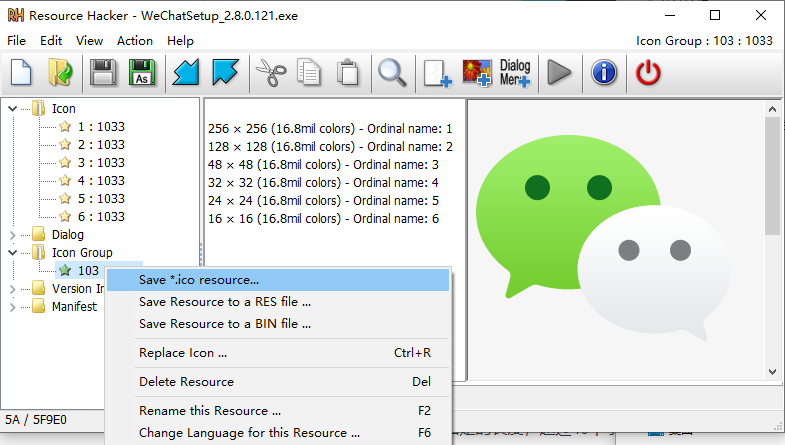 Resource Hacker - WeChatSetup_2.8.0.121.exe
File Edit View Action Help
Icon Group : 103 : 1033
As
Dialog
Menu
Icon
1 : 1033
2 : 1033
3 : 1033
4 : 1033
5 : 1033
6 : 1033
Dialog
Icon Group
103
Version In
Manifest
256 × 256 (16.8mil colors) - Ordinal name: 1
128 × 128 (16.8mil colors) - Ordinal name: 2
48 × 48 (16.8mil colors) - Ordinal name: 3
32 × 32 (16.8mil colors) - Ordinal name: 4
24 × 24 (16.8mil colors) - Ordinal name: 5
16 × 16 (16.8mil colors) - Ordinal name: 6
Save *.ico resource...
Save Resource to a RES file ...
Save Resource to a BIN file ...
Replace Icon ... Ctrl+R
Delete Resource Del
Rename this Resource ... F2
Change Language for this Resource ... F6
5A / 5F9E0